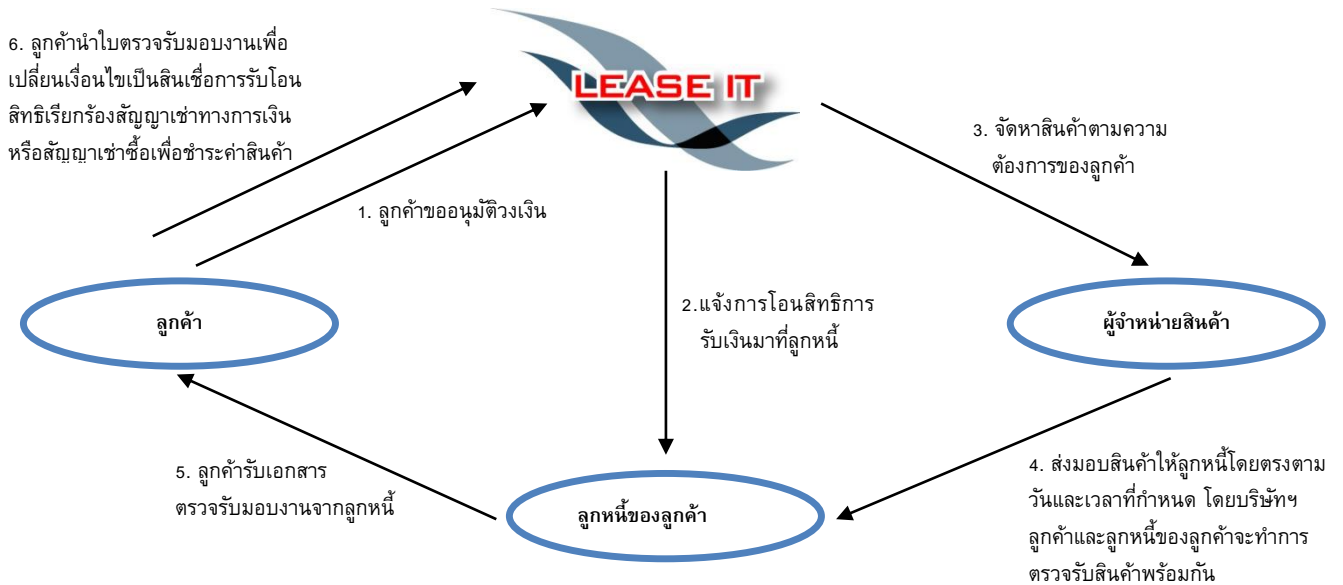 6. ลูกค้านำใบตรวจรับมอบงานเพื่อ
เปลี่ยนเงื่อนไขเป็นสินเชื่อการรับโอน
สิทธิเรียกร้องสัญญาเช่าทางการเงิน
หรือสัญญาเช่าซื้อเพื่อชำระค่าสินค้า
LEASE IT
3. จัดหาสินค้าตามความ
ต้องการของลูกค้า
1. ลูกค้าขออนุมัติวงเงิน
2.แจ้งการโอนสิทธิการ
รับเงินมาที่ลูกหนี้
ลูกค้า
ผู้จำหน่ายสินค้า
5. ลูกค้ารับเอกสาร
ตรวจรับมอบงานจากลูกหนี้
ลูกหนี้ของลูกค้า
4. ส่งมอบสินค้าให้ลูกหนี้โดยตรงตาม
วันและเวลาที่กำหนด โดยบริษัทฯ
ลูกค้าและลูกหนี้ของลูกค้าจะทำการ
ตรวจรับสินค้าพร้อมกัน